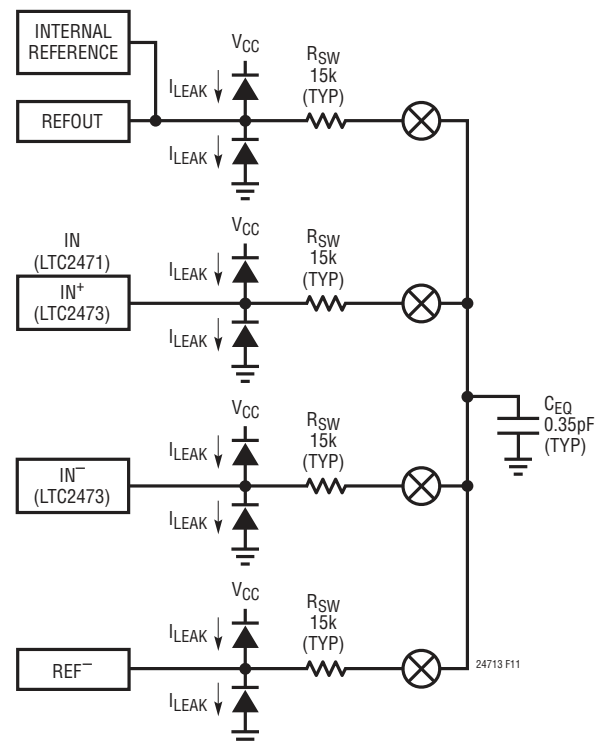 INTERNAL
REFERENCE
REFOUT
VCC
ILEAK
ILEAK
RSW
15k
(TYP)
IN
(LTC2471)
IN+
(LTC2473)
VCC
ILEAK
ILEAK
RSW
15k
(TYP)
CEQ
0.35pF
(TYP)
IN−
(LTC2473)
VCC
ILEAK
ILEAK
RSW
15k
(TYP)
REF−
VCC
ILEAK
ILEAK
RSW
15k
(TYP)
24713 F11